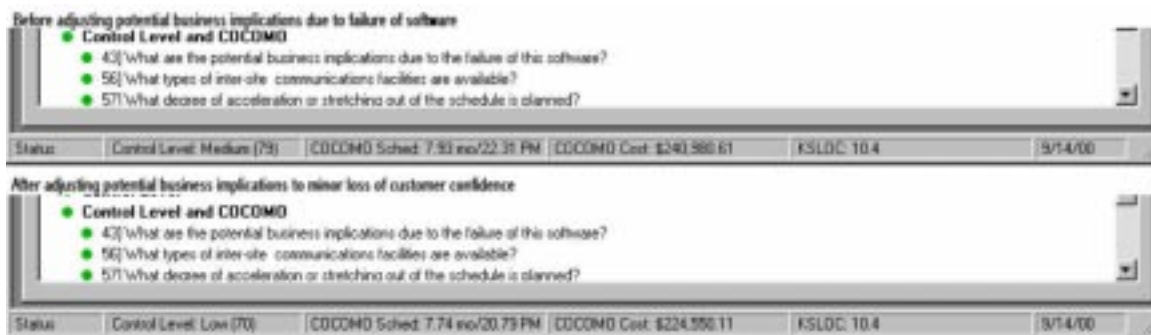 Before adjusting potential business implications due to failure of software
Control Level and COCOMO
43] What are the potential business implications due to the failure of this software?
56] What types of inter-site communications facilities are available?
57] What degree of acceleration or stretching out of the schedule is planned?
Status Control Level: Medium (79) COCOMO Sched: 7.93 mo/22.31 PM COCOMO Cost: $240,980.61 KSLOC: 10.4 9/14/00
After adjusting potential business implications to minor loss of customer confidence
Control Level and COCOMO
43] What are the potential business implications due to the failure of this software?
56] What types of inter-site communications facilities are available?
57] What degree of acceleration or stretching out of the schedule is planned?
Status Control Level: Low (70) COCOMO Sched: 7.74 mo/20.79 PM COCOMO Cost: $224,550.11 KSLOC: 10.4 9/14/00